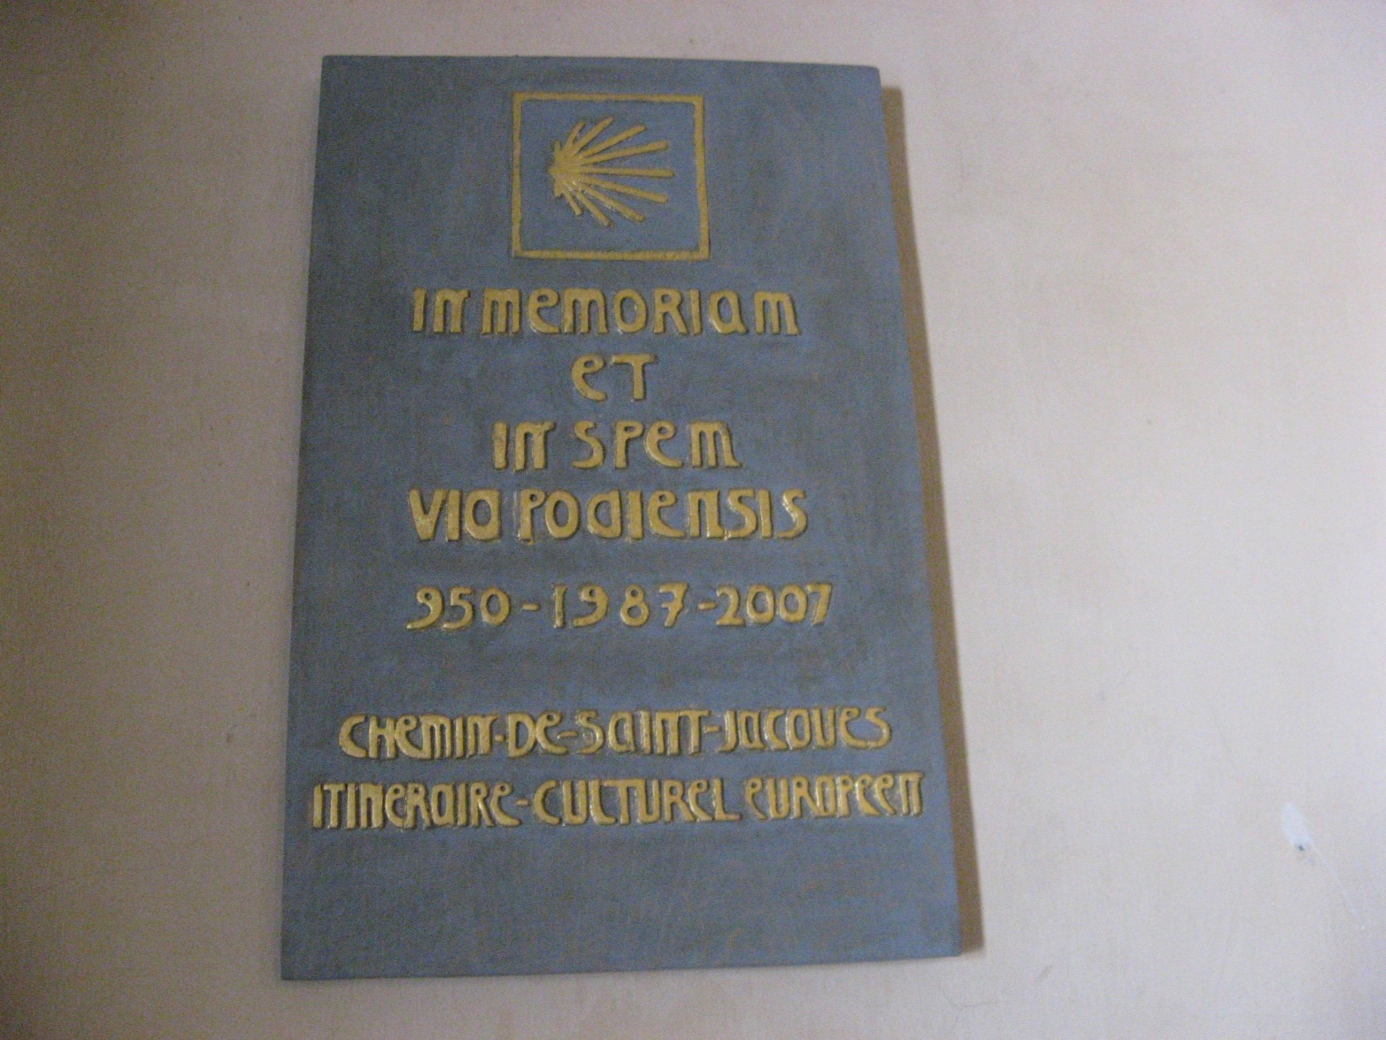 IN MEMORIAM
ET
IN SPEM
VIA PODIENSIS
950-1987-2007
CHEMIN-DE-SAINT-JACQUES
ITINERAIRE-CULTUREL EUROPEEN